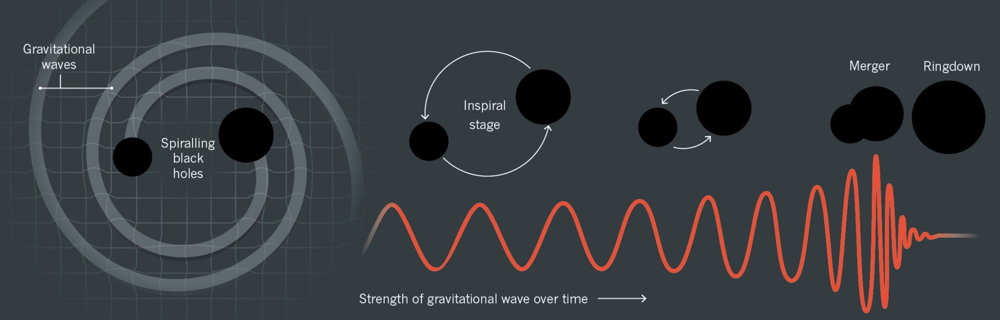 Gravitational
waves
Spiralling
black
holes
Inspiral
stage
Merger
Ringdown
Strength of gravitational wave over time